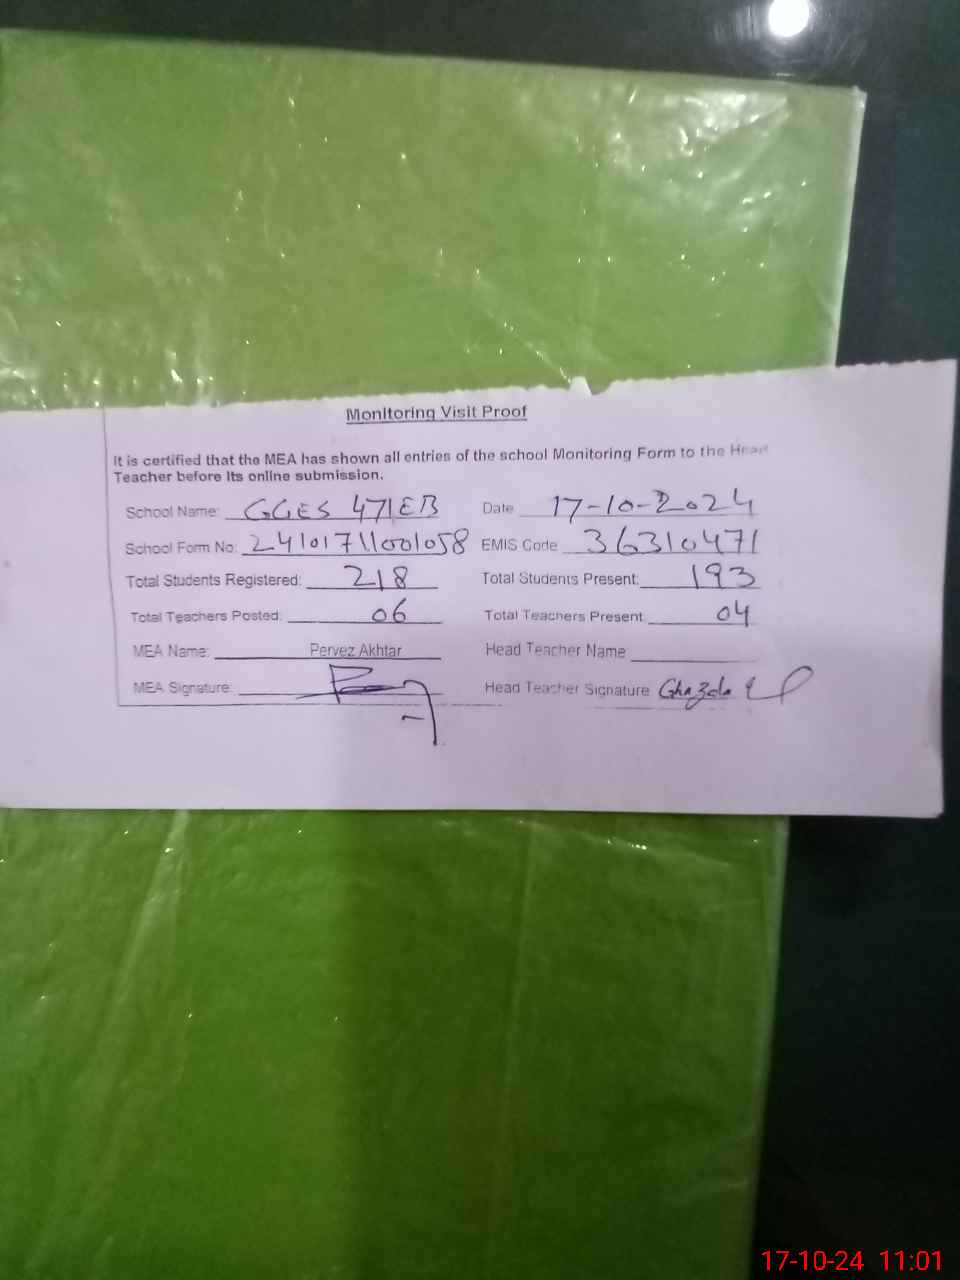 Monitoring Visit Proof
It is certified that the MEA has shown all entries of the school Monitoring Form to the Head
Teacher before its online submission.
School Name: GGES 471EB Date 17-10-2024
School Form No: 24101711001058 EMIS Code 36310471
Total Students Registered: 218 Total Students Present: 193
Total Teachers Posted: 06 Total Teachers Present 04
MEA Name: Pervez Akhtar Head Teacher Name
MEA Signature: Head Teacher Signature Ghazala
17-10-24 11:01